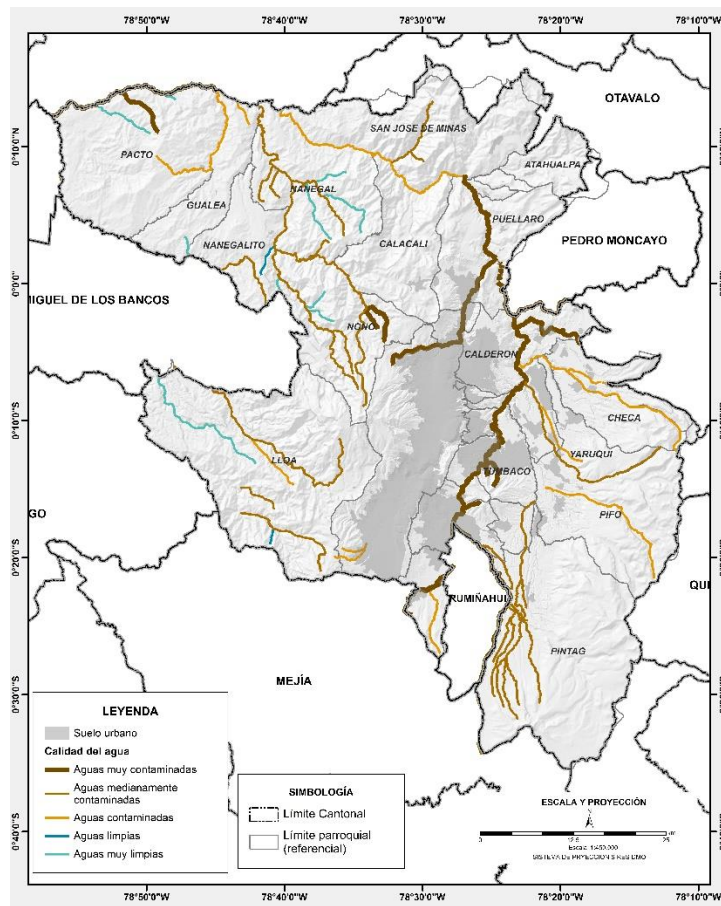 78°50'0"W
78°40'0"W
78°30'0"W
78°20'0"W
78°10'0"W
OTAVALO
SAN JOSE DE MINAS
0°10'0"N
PACTO
ATAHUALPA
NANEGAL
GUALEA
PUELLARO
NANEGALITO
CALACALI
PEDRO MONCAYO
0°0'0"
MIGUEL DE LOS BANCOS
NONO
CALDERON
CHECA
0°10'0"S
LLOA
YARUQUI
TUMBACO
PIFO
GO
0°20'0"S
QUI
RUMIÑAHUI
PINTAG
MEJÍA
0°30'0"S
LEYENDA
Suelo urbano
Calidad del agua
Aguas muy contaminadas
Aguas medianamente
contaminadas
Aguas contaminadas
Aguas limpias
Aguas muy limpias
SIMBOLOGÍA
Límite Cantonal
Límite parroquial
(referencial)
ESCALA Y PROYECCIÓN
0 12.5 25
0°40'0"S
78°50'0"W
78°40'0"W
78°30'0"W
78°20'0"W
78°10'0"W